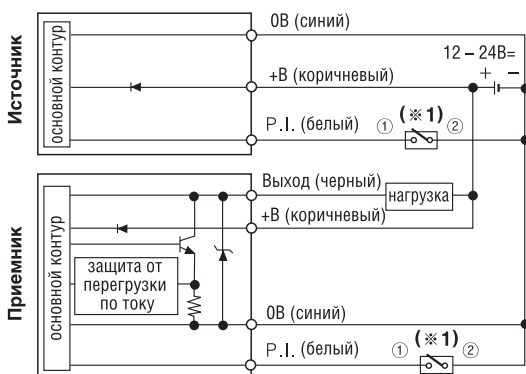 Источник
основной контур
0В (синий)
12 – 24В=
+ −
+В (коричневый)
P.I. (белый) ① (※1) ②
Приемник
основной контур
Выход (черный)
нагрузка
+В (коричневый)
защита от
перегрузки
по току
0В (синий)
P.I. (белый) ① (※1) ②